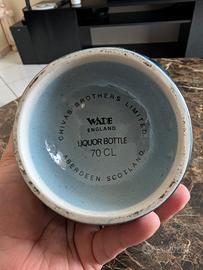 CHIVAS BROTHERS LIMITED.
WADE
ENGLAND
LIQUOR BOTTLE
70 CL
ABERDEEN SCOTLAND.